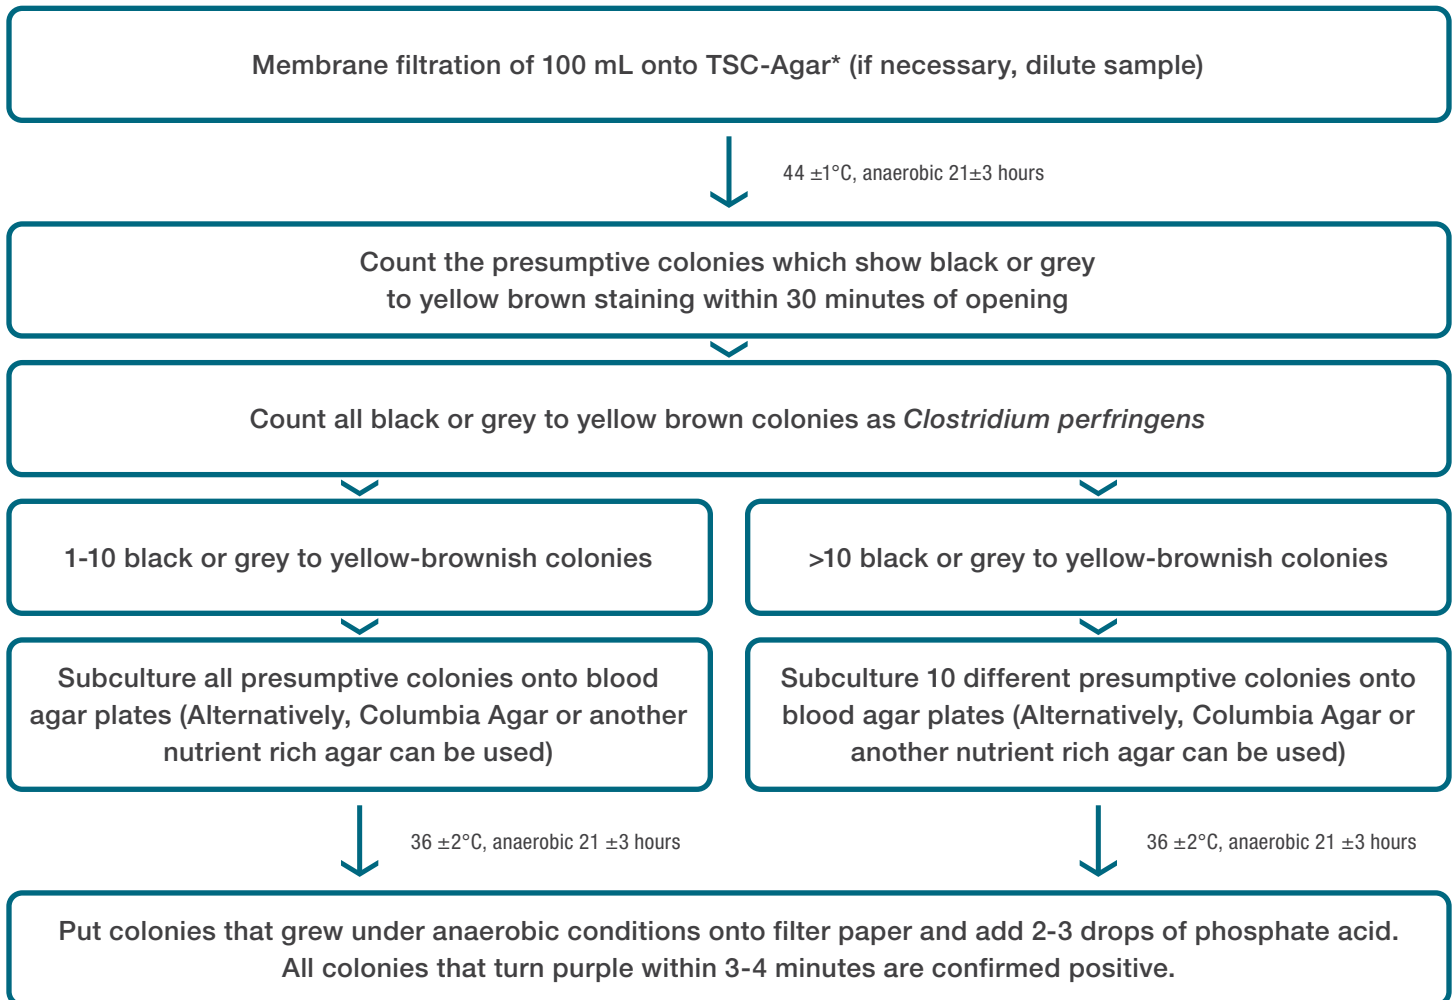 Membrane filtration of 100 mL onto TSC-Agar* (if necessary, dilute sample)
44 ±1°C, anaerobic 21±3 hours
Count the presumptive colonies which show black or grey
to yellow brown staining within 30 minutes of opening
Count all black or grey to yellow brown colonies as Clostridium perfringens
1-10 black or grey to yellow-brownish colonies
>10 black or grey to yellow-brownish colonies
Subculture all presumptive colonies onto blood
agar plates (Alternatively, Columbia Agar or another
nutrient rich agar can be used)
Subculture 10 different presumptive colonies onto
blood agar plates (Alternatively, Columbia Agar or
another nutrient rich agar can be used)
36 ±2°C, anaerobic 21 ±3 hours
36 ±2°C, anaerobic 21 ±3 hours
Put colonies that grew under anaerobic conditions onto filter paper and add 2-3 drops of phosphate acid.
All colonies that turn purple within 3-4 minutes are confirmed positive.